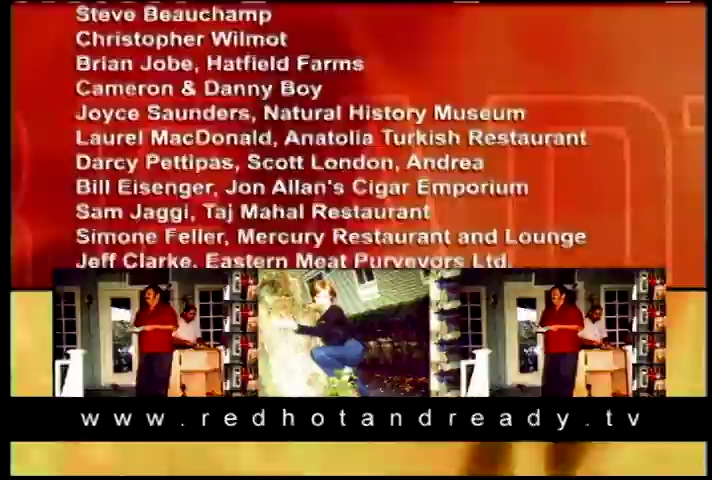 Steve Beauchamp
Christopher Wilmot
Brian Jobe, Hatfield Farms
Cameron & Danny Boy
Joyce Saunders, Natural History Museum
Laurel MacDonald, Anatolia Turkish Restaurant
Darcy Pettipas, Scott London, Andrea
Bill Eisenger, Jon Allan's Cigar Emporium
Sam Jaggi, Taj Mahal Restaurant
Simone Feller, Mercury Restaurant and Lounge
Jeff Clarke, Eastern Meat Purveyors Ltd.
www.redhotandready.tv